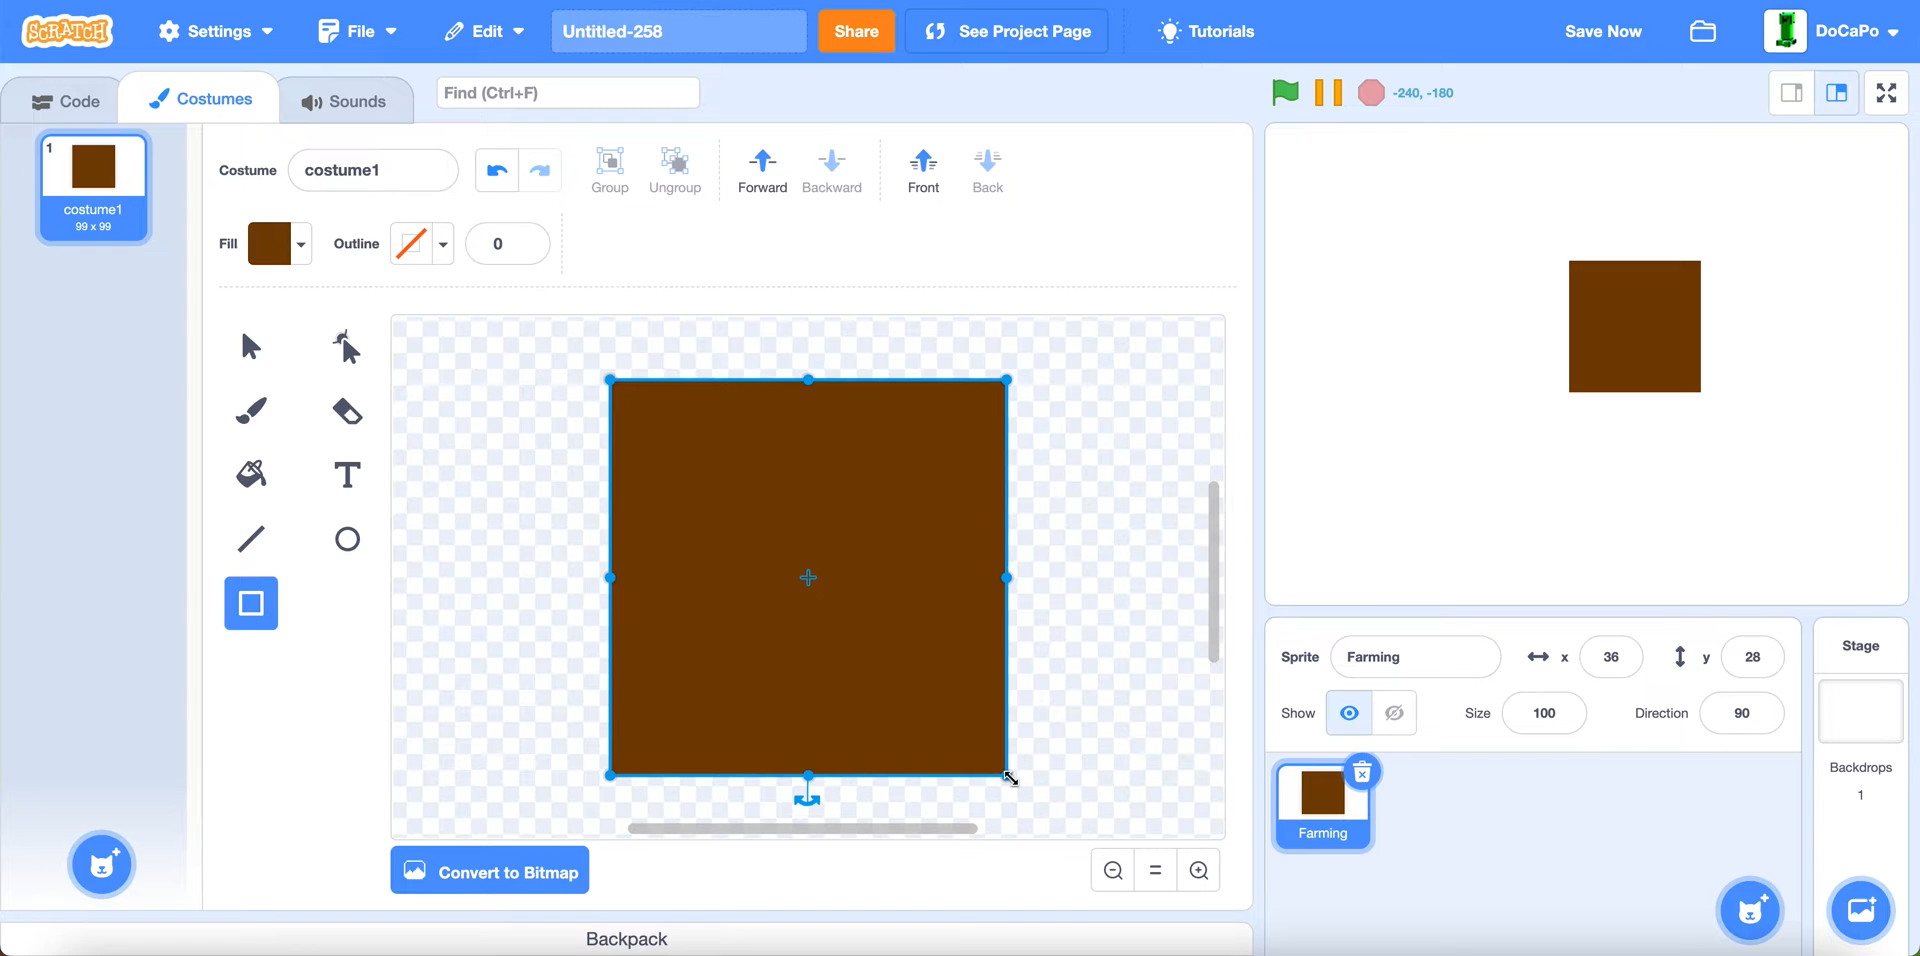 SCRATCH Settings File Edit Untitled-258 Share See Project Page Tutorials Save Now DoCaPo
Code Costumes Sounds Find (Ctrl+F) -240, -180
1
costume1
99 x 99
Costume costume1 Group Ungroup Forward Backward Front Back
Fill Outline 0
Convert to Bitmap
Backpack
Sprite Farming x 36 y 28
Show Size 100 Direction 90
Farming
Stage
Backdrops
1